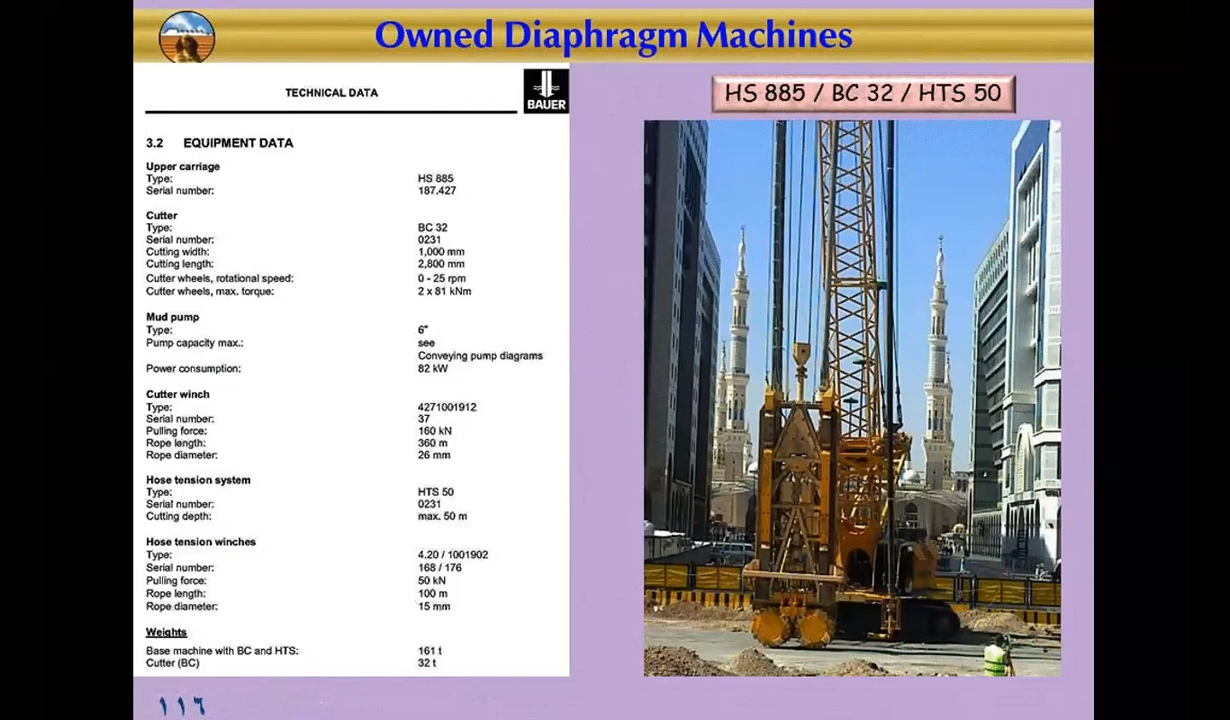 Owned Diaphragm Machines
TECHNICAL DATA
BAUER
HS 885 / BC 32 / HTS 50
3.2 EQUIPMENT DATA
Upper carriage
Type: HS 885
Serial number: 187.427
Cutter
Type: BC 32
Serial number: 0231
Cutting width: 1,000 mm
Cutting length: 2,800 mm
Cutter wheels, rotational speed: 0 - 25 rpm
Cutter wheels, max. torque: 2 x 81 kNm
Mud pump
Type: 6"
Pump capacity max.: see
Conveying pump diagrams
Power consumption: 82 kW
Cutter winch
Type: 4271001912
Serial number: 37
Pulling force: 160 kN
Rope length: 360 m
Rope diameter: 26 mm
Hose tension system
Type: HTS 50
Serial number: 0231
Cutting depth: max. 50 m
Hose tension winches
Type: 4.20 / 1001902
Serial number: 168 / 176
Pulling force: 50 kN
Rope length: 100 m
Rope diameter: 15 mm
Weights
Base machine with BC and HTS: 161 t
Cutter (BC) 32 t
١١٦